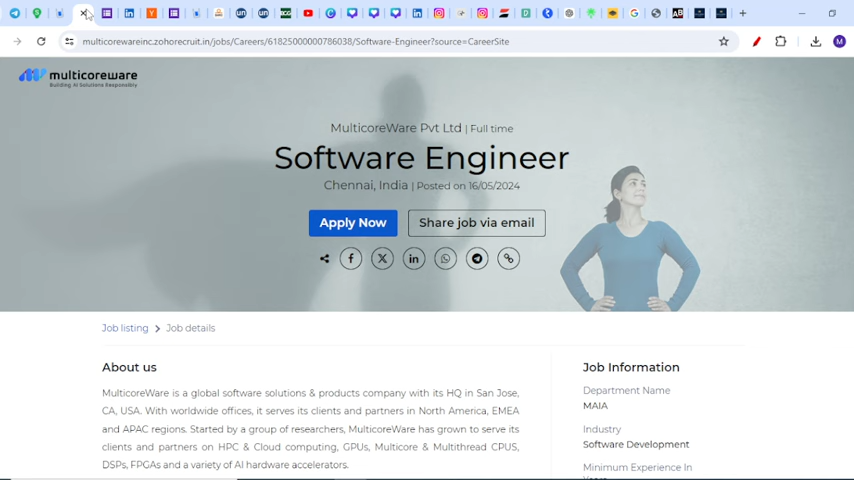 multicorewareinc.zohorecruit.in/jobs/Careers/61825000000786038/Software-Engineer?source=CareerSite
M
multicoreware
Building AI Solutions Responsibly
MulticoreWare Pvt Ltd | Full time
Software Engineer
Chennai, India | Posted on 16/05/2024
Apply Now
Share job via email
Job listing > Job details
About us
MulticoreWare is a global software solutions & products company with its HQ in San Jose,
CA, USA. With worldwide offices, it serves its clients and partners in North America, EMEA
and APAC regions. Started by a group of researchers, MulticoreWare has grown to serve its
clients and partners on HPC & Cloud computing, GPUs, Multicore & Multithread CPUS,
DSPs, FPGAs and a variety of AI hardware accelerators.
Job Information
Department Name
MAIA
Industry
Software Development
Minimum Experience In